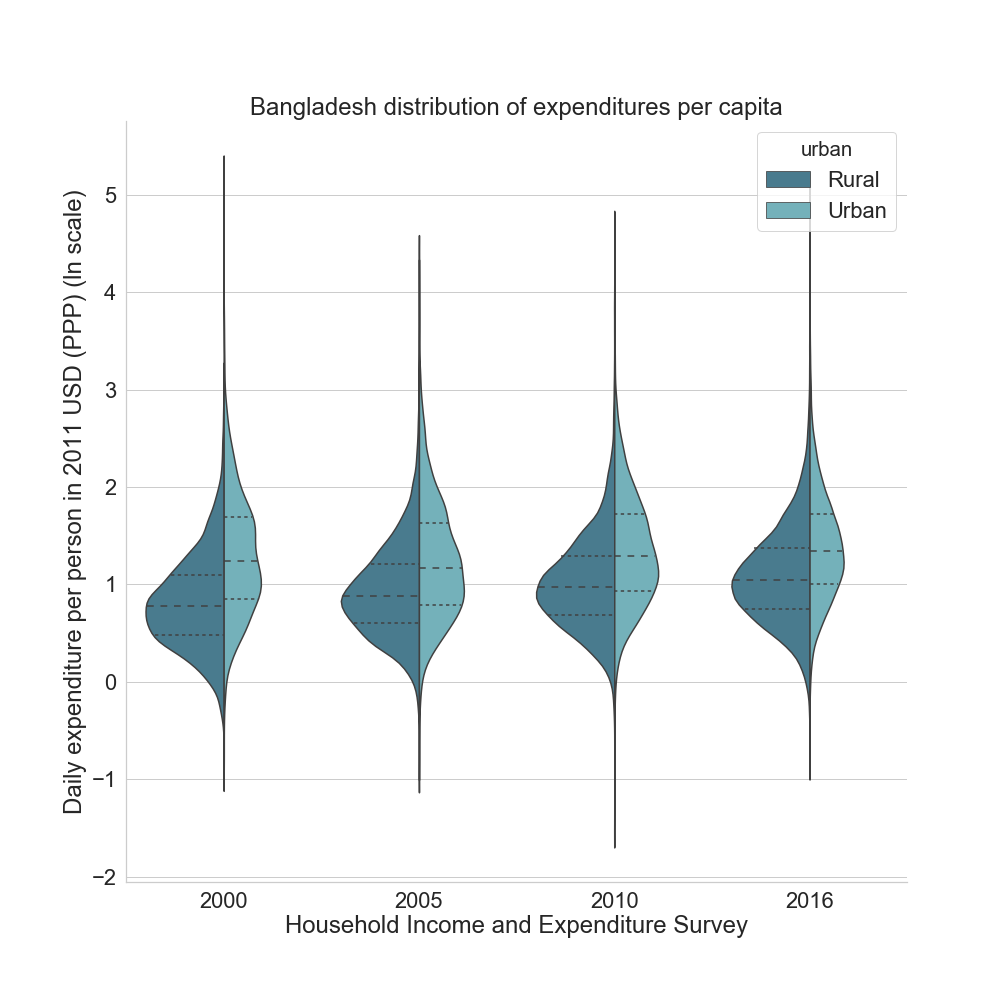 Bangladesh distribution of expenditures per capita
urban
Rural
Urban
Daily expenditure per person in 2011 USD (PPP) (ln scale)
5
4
3
2
1
0
−1
−2
2000 2005 2010 2016
Household Income and Expenditure Survey